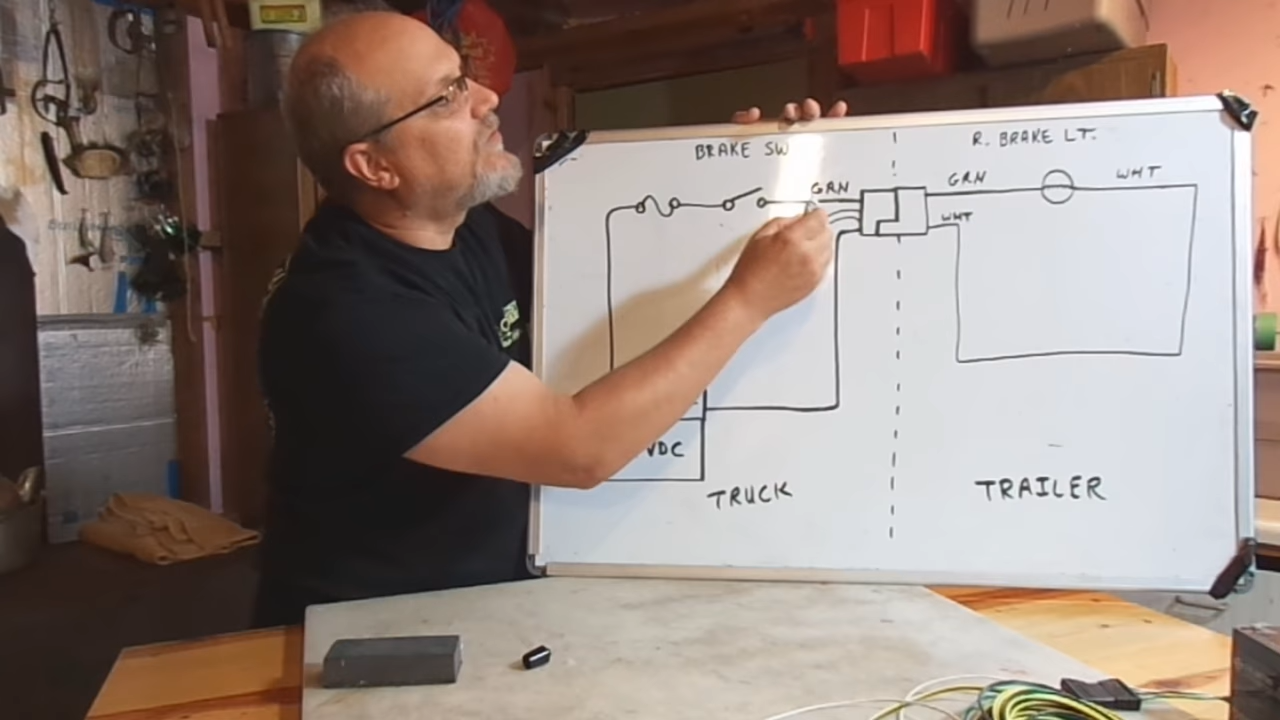 BRAKE SW
R. BRAKE LT.
GRN
GRN
WHT
WHT
VDC
TRUCK
TRAILER